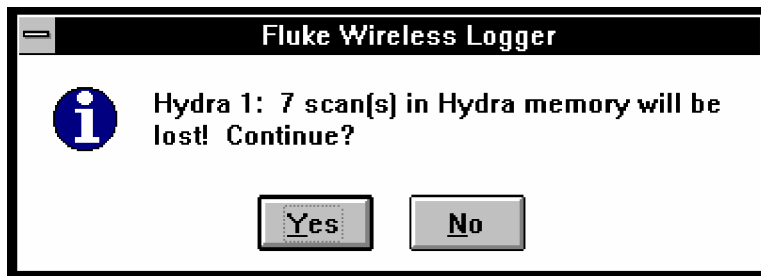 Fluke Wireless Logger
Hydra 1:  7 scan(s) in Hydra memory will be
lost!  Continue?
Yes
No